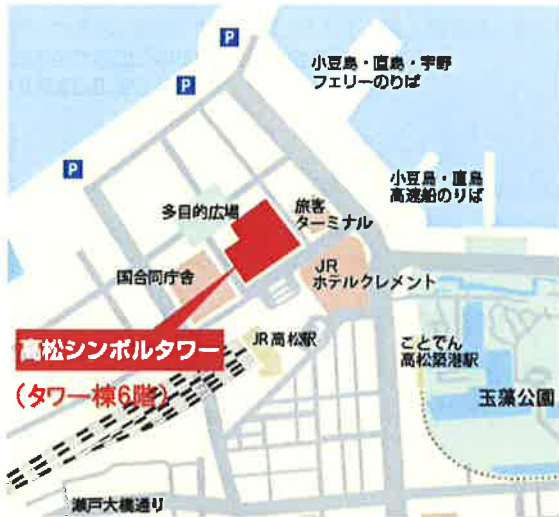 P
小豆島・直島・宇野
フェリーのりば
P
P
小豆島・直島
高速船のりば
多目的広場
旅客
ターミナル
国合同庁舎
JR
ホテルクレメント
高松シンボルタワー
(タワー棟6階)
JR高松駅
ことでん
高松築港駅
玉藻公園
瀬戸大橋通り